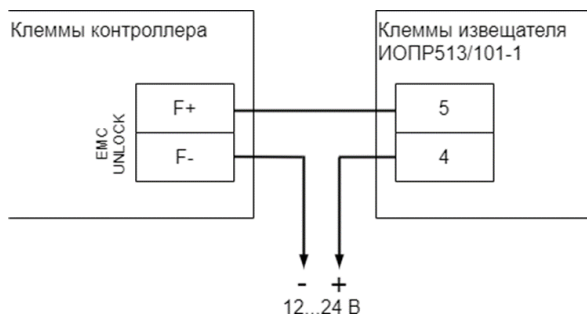 Клеммы контроллера
Клеммы извещателя
ИОПР513/101-1
EMC
UNLOCK
F+
5
F-
4
- +
12...24 В